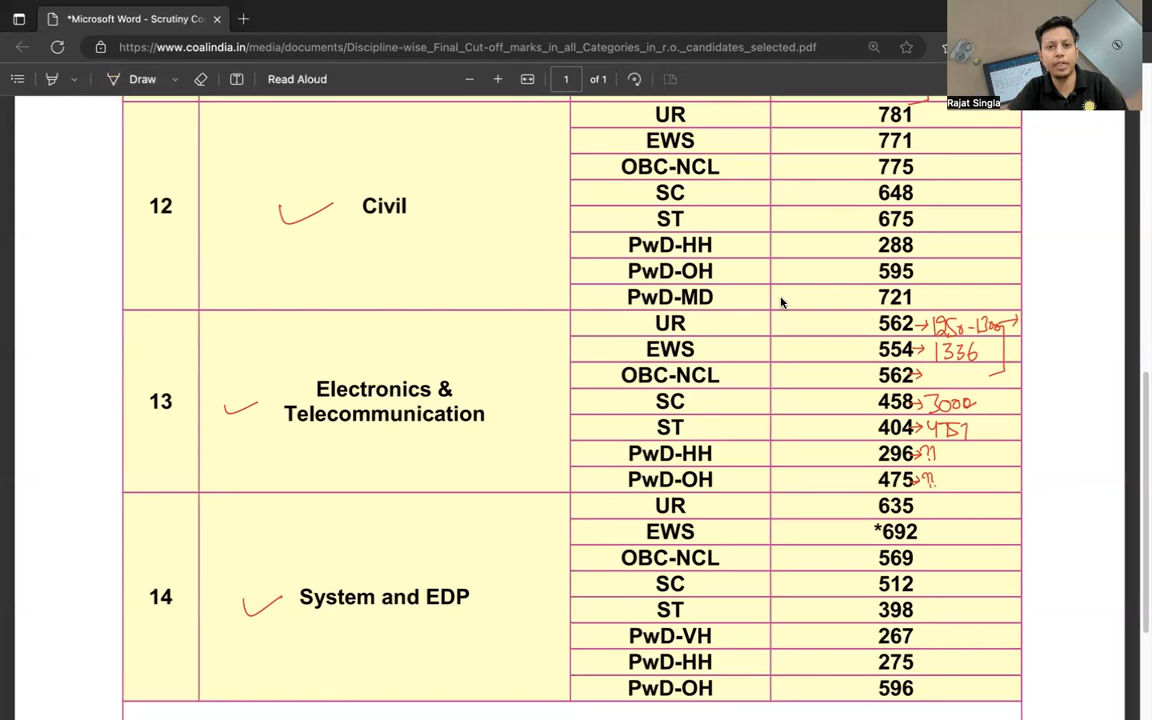 *Microsoft Word - Scrutiny Co
https://www.coalindia.in/media/documents/Discipline-wise_Final_Cut-off_marks_in_all_Categories_in_r.o._candidates_selected.pdf
Draw
Read Aloud
1 of 1
Rajat Singla
UR 781
EWS 771
OBC-NCL 775
SC 648
12 Civil
ST 675
PwD-HH 288
PwD-OH 595
PwD-MD 721
UR 562 → 1250-1300
EWS 554 → 1336
OBC-NCL 562 →
13 Electronics &
Telecommunication
SC 458 → 3000
ST 404 →
PwD-HH 296 → ??
PwD-OH 475 → ??
UR 635
EWS *692
OBC-NCL 569
SC 512
14 System and EDP
ST 398
PwD-VH 267
PwD-HH 275
PwD-OH 596